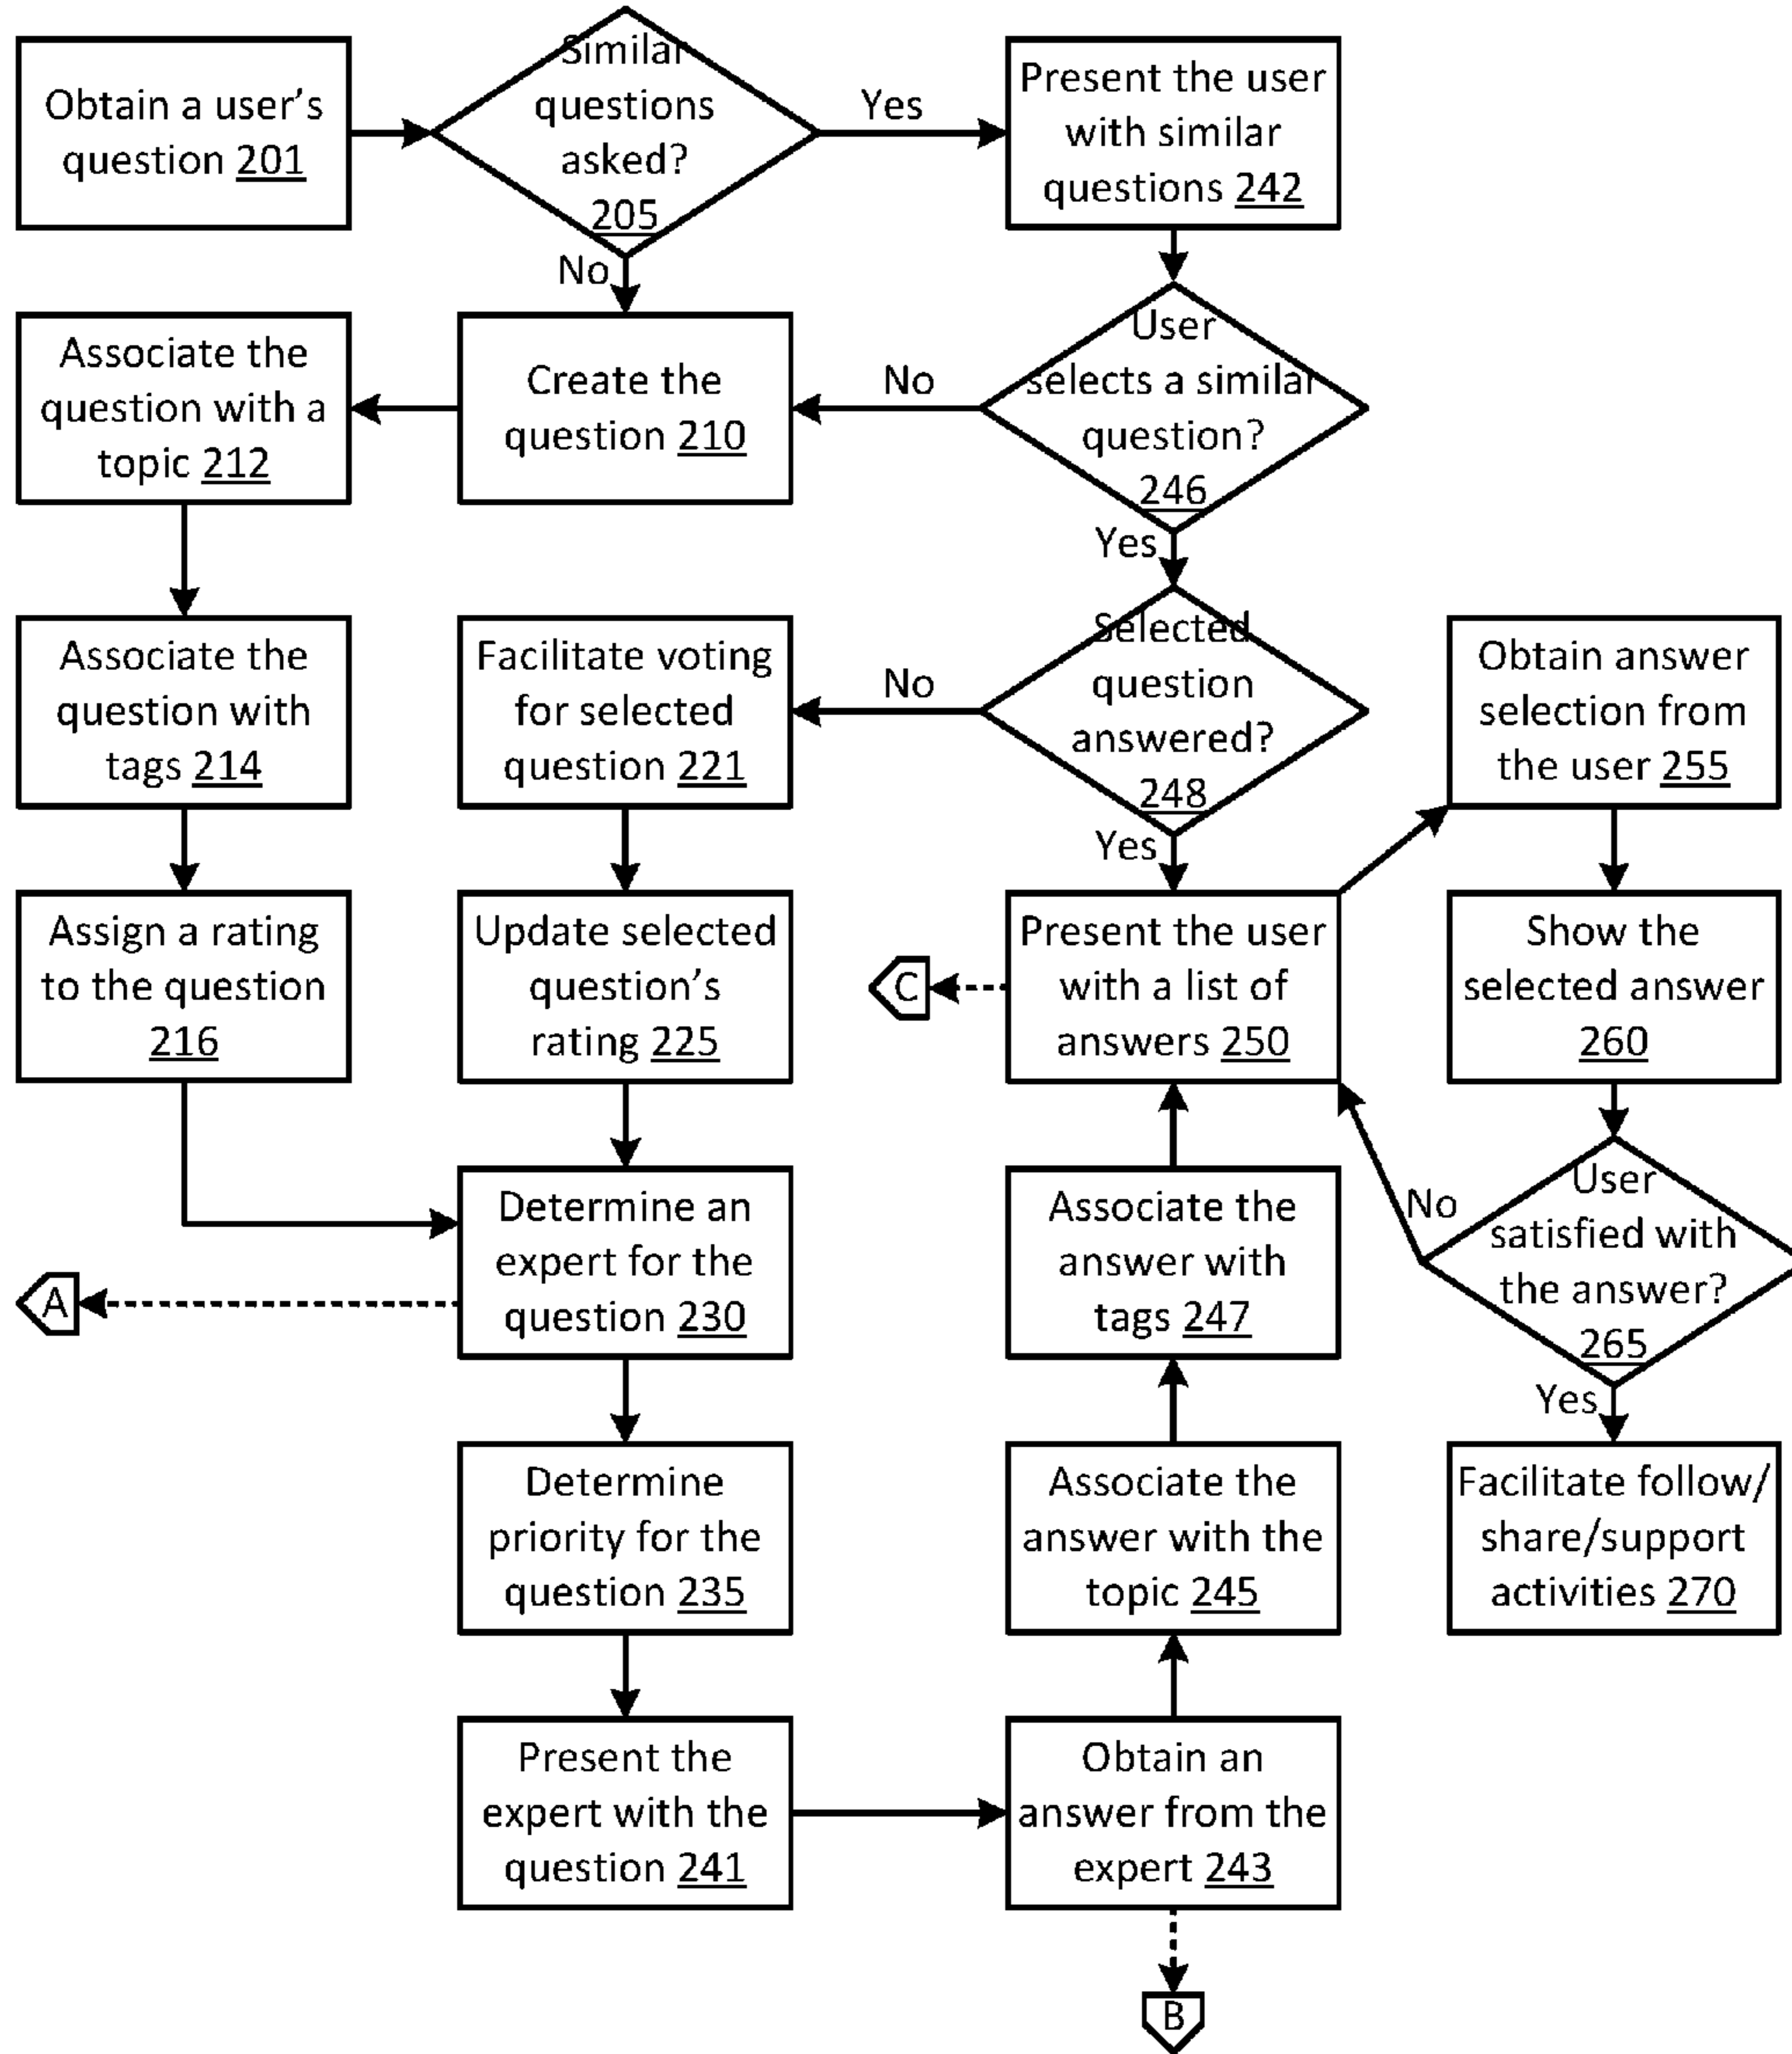 Obtain a user’s
question 201
Similar
questions
asked?
205
Yes
No
Present the user
with similar
questions 242
Associate the
question with a
topic 212
Create the
question 210
No
User
selects a similar
question?
246
Yes
Associate the
question with
tags 214
Facilitate voting
for selected
question 221
No
Selected
question
answered?
248
Yes
Obtain answer
selection from
the user 255
Assign a rating
to the question
216
Update selected
question’s
rating 225
C
Present the user
with a list of
answers 250
Show the
selected answer
260
A
Determine an
expert for the
question 230
Associate the
answer with
tags 247
No
User
satisfied with
the answer?
265
Yes
Determine
priority for the
question 235
Associate the
answer with the
topic 245
Facilitate follow/
share/support
activities 270
Present the
expert with the
question 241
Obtain an
answer from the
expert 243
B